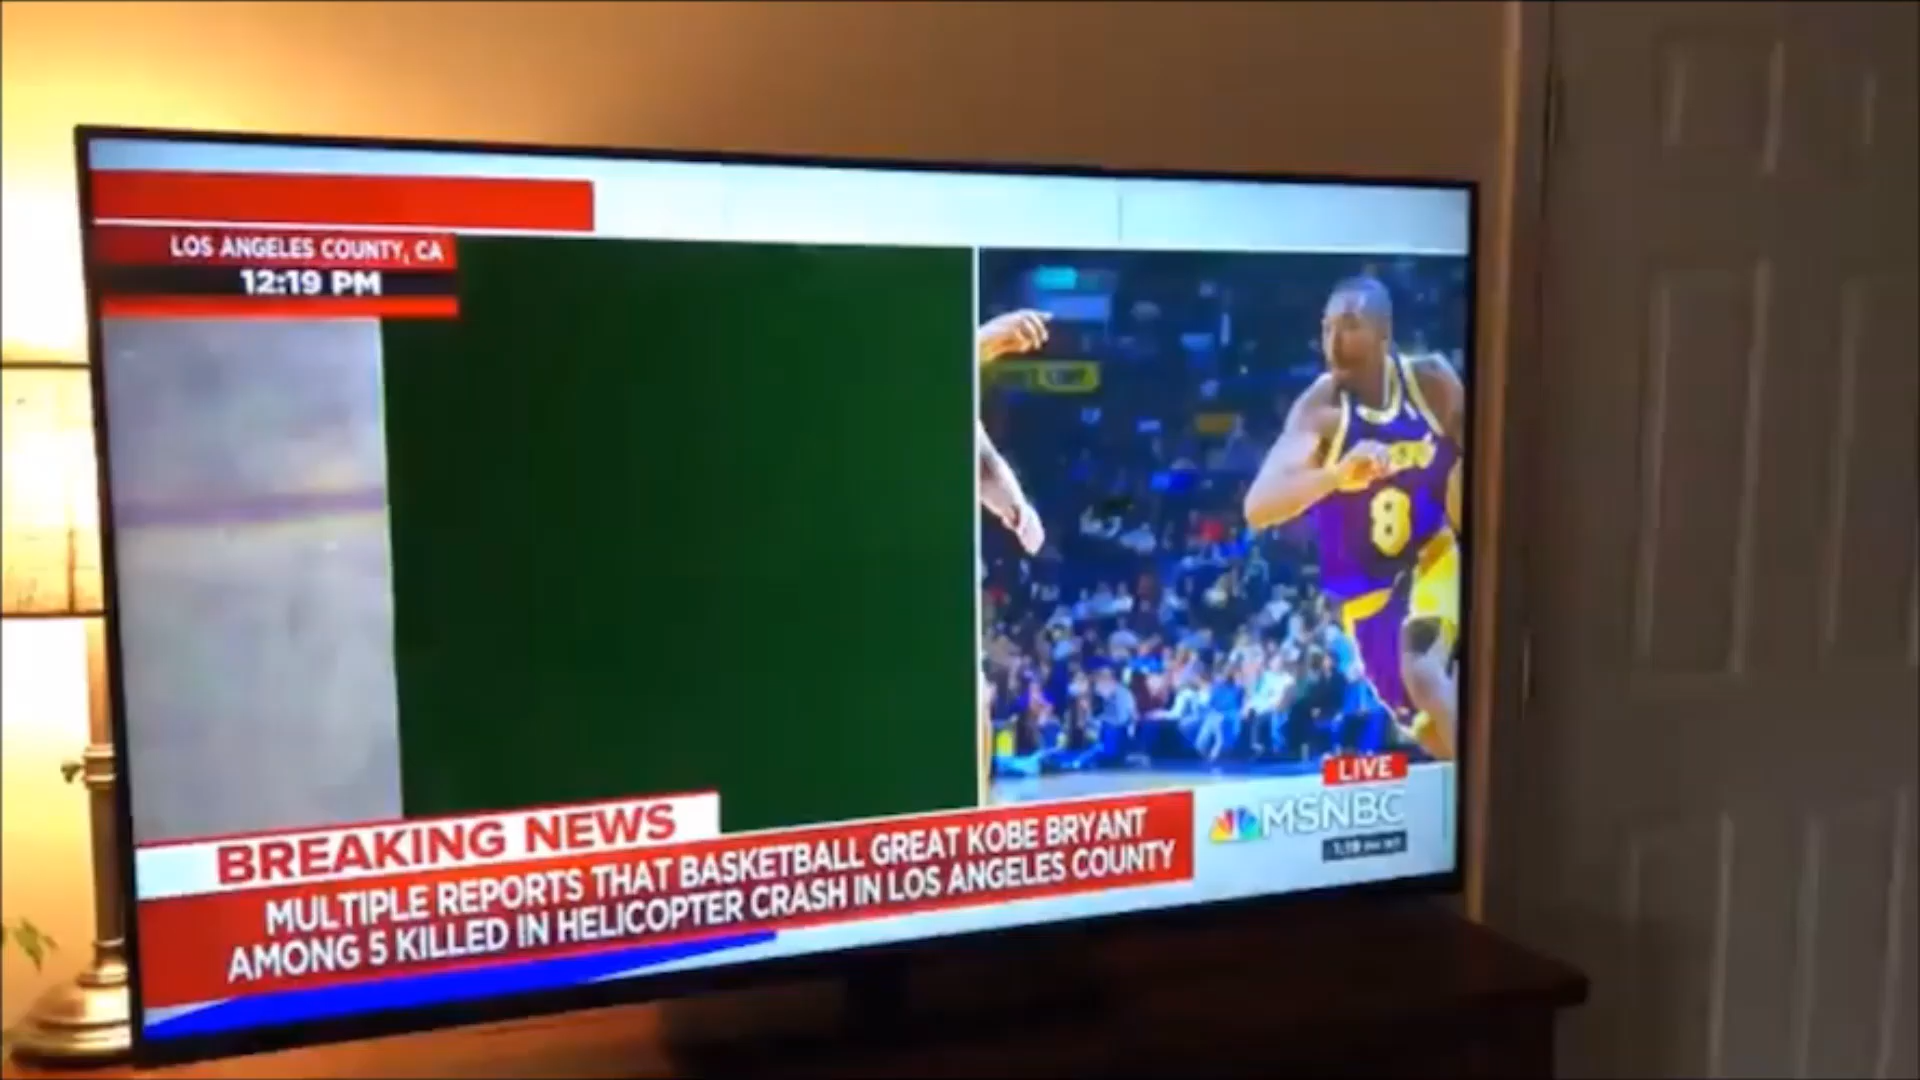 LOS ANGELES COUNTY, CA
12:19 PM
8
LIVE
MSNBC
BREAKING NEWS
MULTIPLE REPORTS THAT BASKETBALL GREAT KOBE BRYANT
AMONG 5 KILLED IN HELICOPTER CRASH IN LOS ANGELES COUNTY